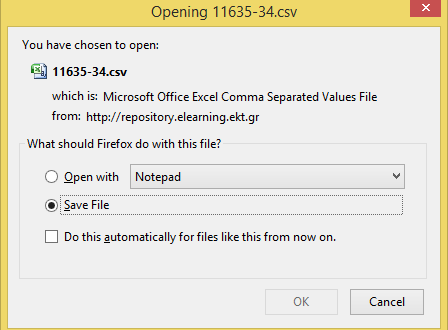 Opening 11635-34.csv
You have chosen to open:
11635-34.csv
which is: Microsoft Office Excel Comma Separated Values File
from: http://repository.elearning.ekt.gr
What should Firefox do with this file?
Open with Notepad
Save File
Do this automatically for files like this from now on.
OK Cancel